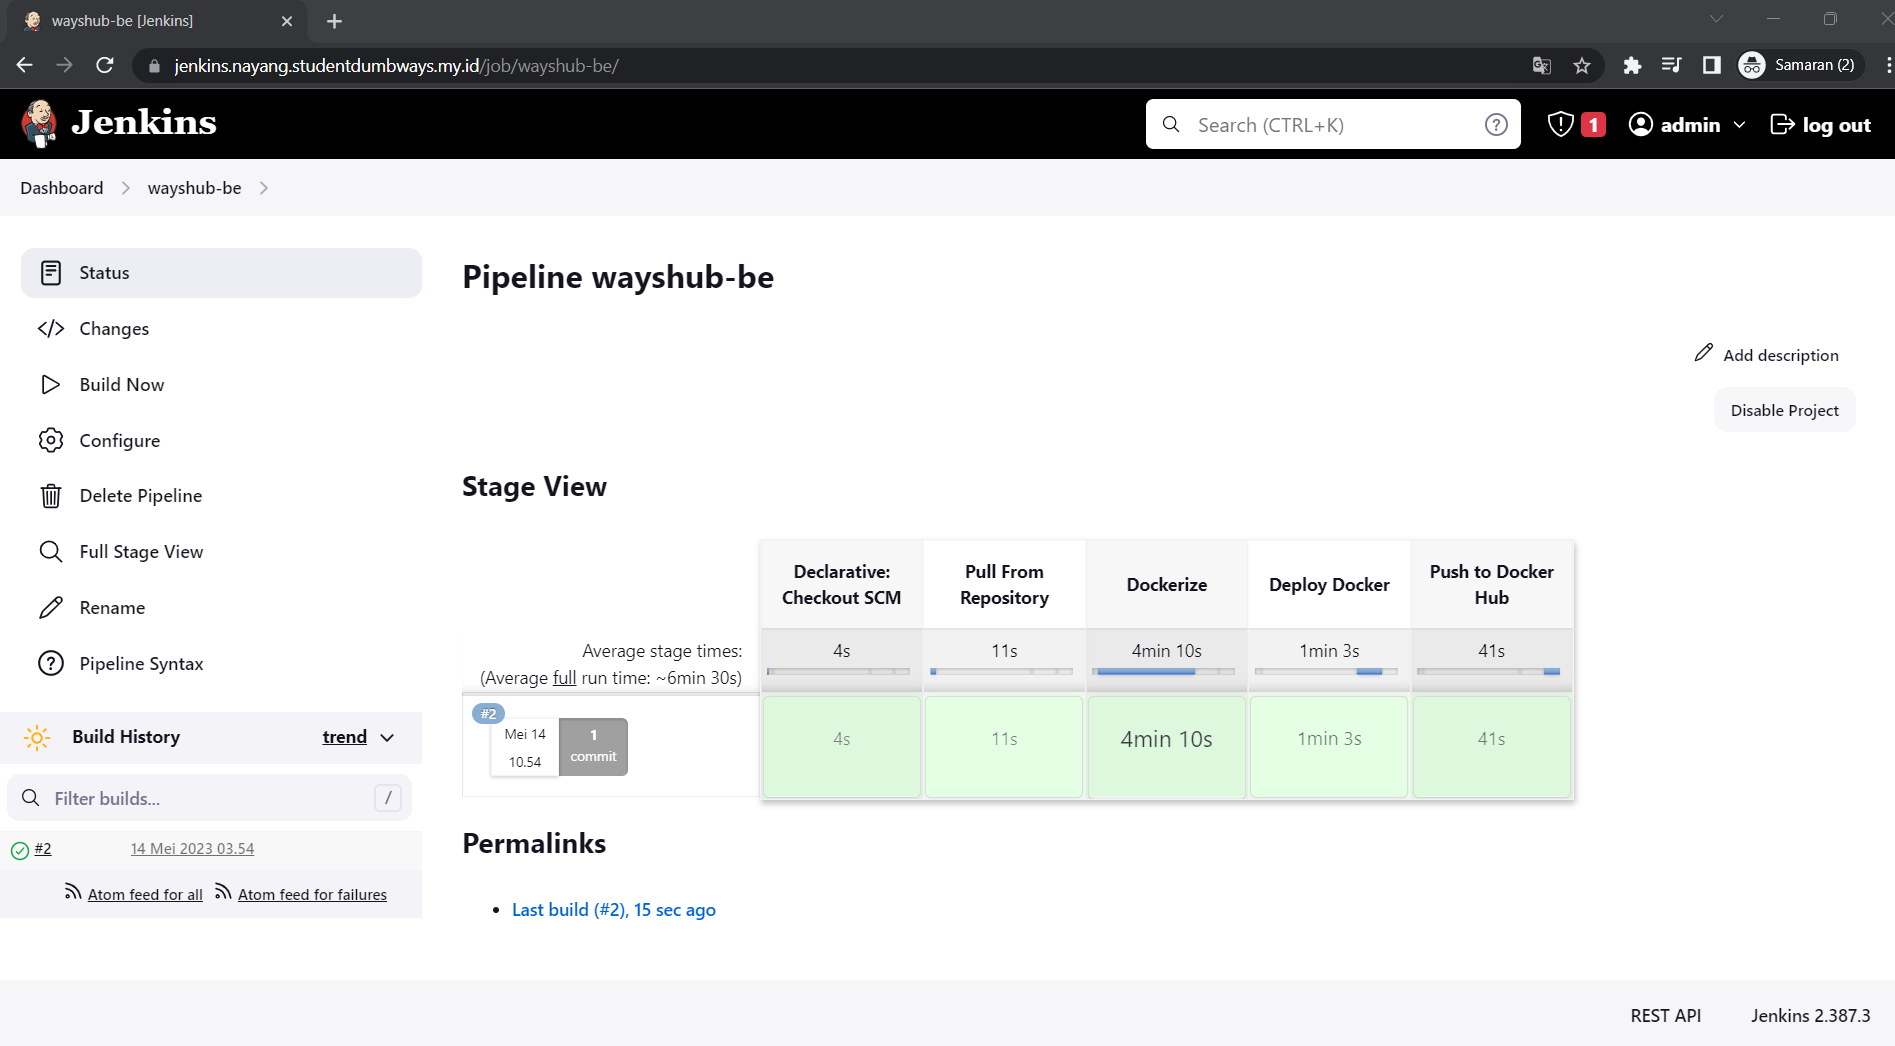 wayshub-be [Jenkins]
jenkins.nayang.studentdumbways.my.id/job/wayshub-be/
Samaran (2)
Jenkins
Search (CTRL+K)
?
1
admin
log out
Dashboard
wayshub-be
Status
Changes
Build Now
Configure
Delete Pipeline
Full Stage View
Rename
Pipeline Syntax
Build History
trend
Filter builds...
/
#2
14 Mei 2023 03.54
Atom feed for all
Atom feed for failures
Pipeline wayshub-be
Add description
Disable Project
Stage View
Declarative: Checkout SCM
Pull From Repository
Dockerize
Deploy Docker
Push to Docker Hub
Average stage times:
(Average full run time: ~6min 30s)
4s
11s
4min 10s
1min 3s
41s
#2
Mei 14
10.54
1
commit
4s
11s
4min 10s
1min 3s
41s
Permalinks
Last build (#2), 15 sec ago
REST API
Jenkins 2.387.3